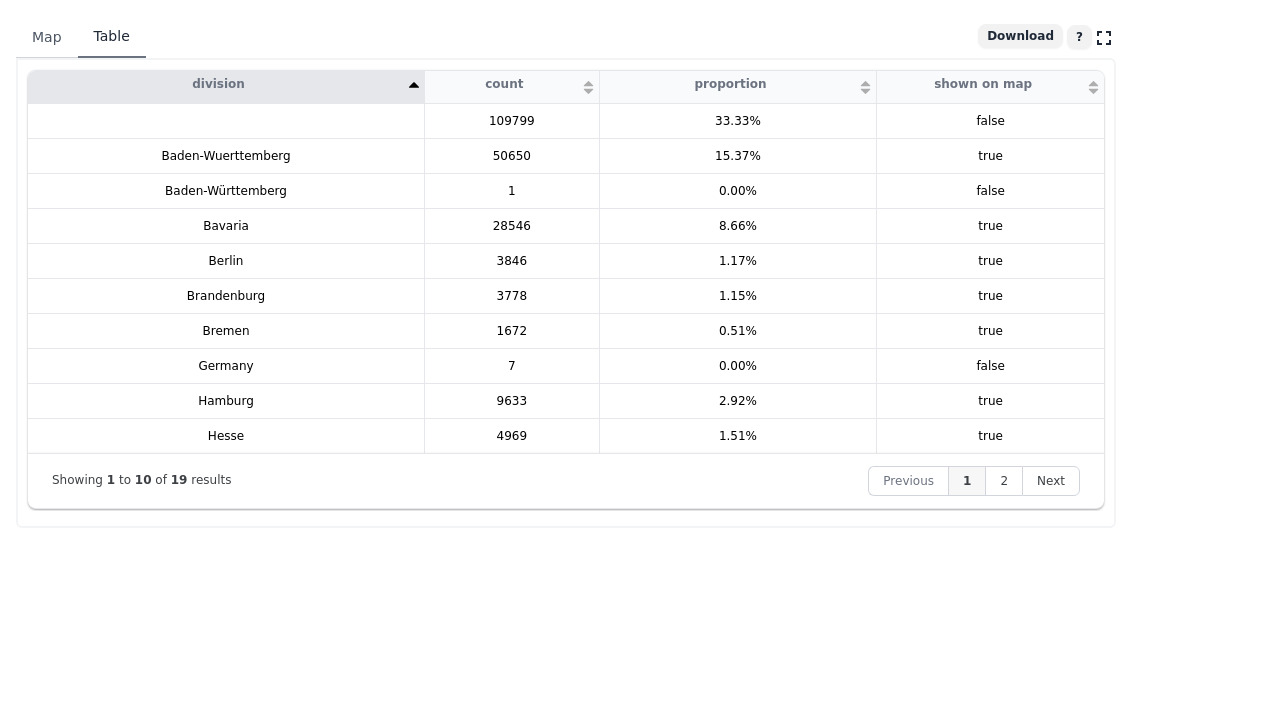 Map Table Download ?
division count proportion shown on map
109799 33.33% false
Baden-Wuerttemberg 50650 15.37% true
Baden-Württemberg 1 0.00% false
Bavaria 28546 8.66% true
Berlin 3846 1.17% true
Brandenburg 3778 1.15% true
Bremen 1672 0.51% true
Germany 7 0.00% false
Hamburg 9633 2.92% true
Hesse 4969 1.51% true
Showing 1 to 10 of 19 results Previous 1 2 Next